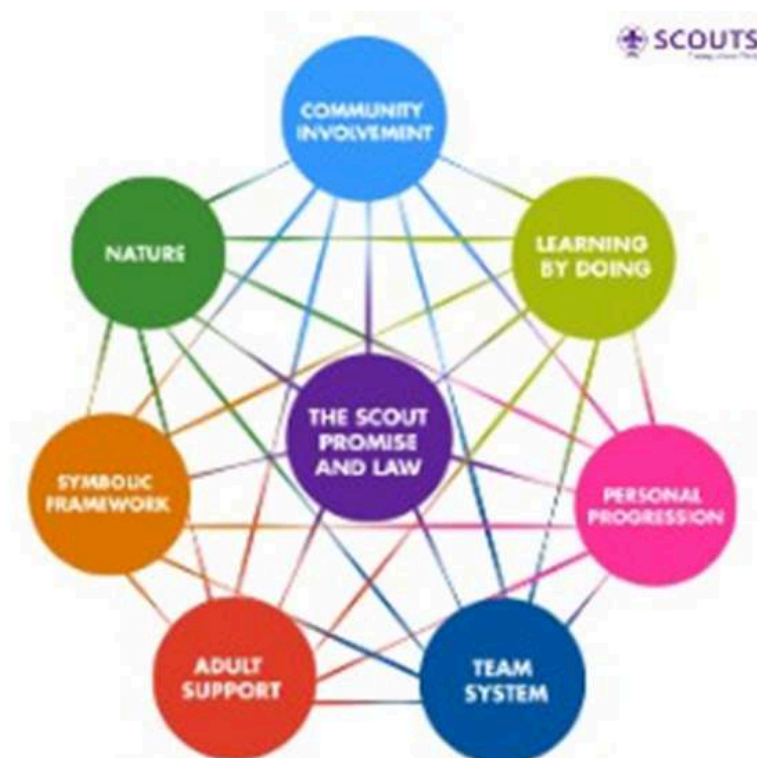 SCOUTS
COMMUNITY
INVOLVEMENT
NATURE
LEARNING
BY DOING
THE SCOUT
PROMISE
AND LAW
SYMBOLIC
FRAMEWORK
PERSONAL
PROGRESSION
ADULT
SUPPORT
TEAM
SYSTEM